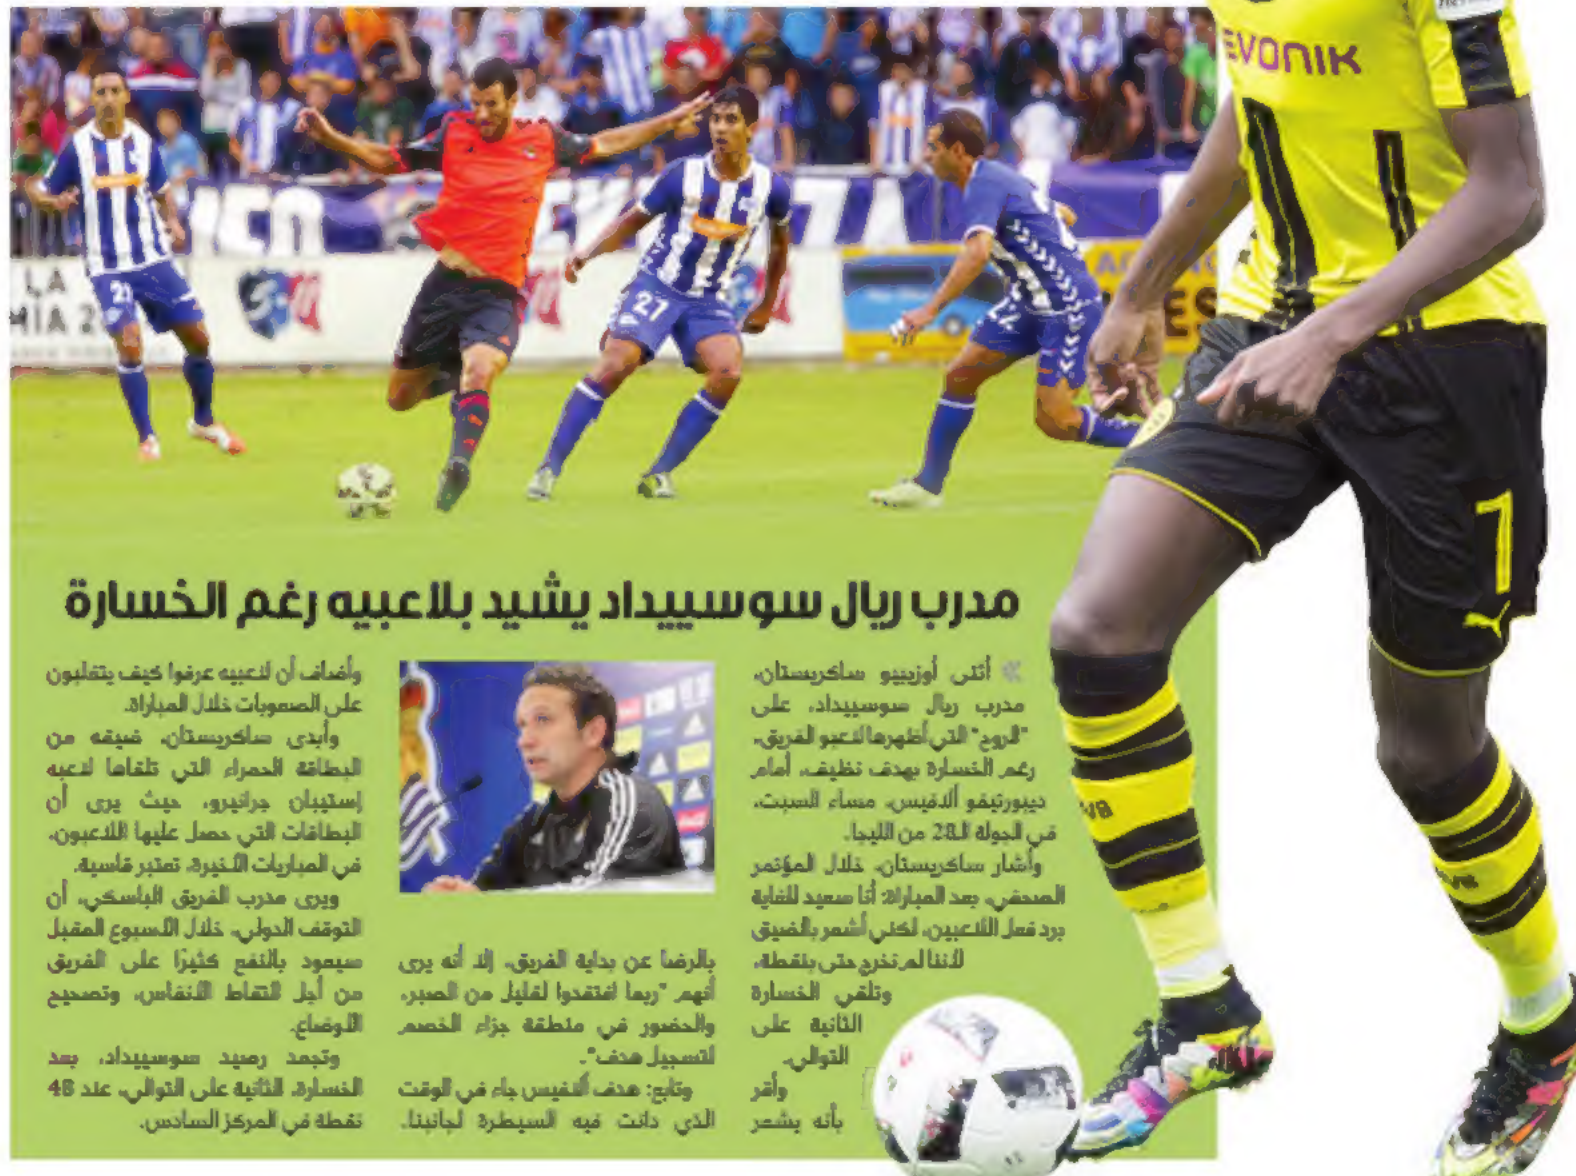 EVONIK
LA
27
22
7
مدرب ريال سوسييداد يشيد بلاعبيه رغم الخسارة
أثنى أوزيبيو ساكريستان،
مدرب ريال سوسييداد، على
"الروح" التي أظهرها لاعبو الفريق،
رغم الخسارة بهدف نظيف، أمام
ديبورتيفو ألافيس، مساء السبت،
في الجولة الـ28 من الليجا.
وأشار ساكريستان، خلال المؤتمر
الصحفي، بعد المباراة: أنا سعيد للغاية
برد فعل اللاعبين، لكني أشعر بالضيق
لأننا لم نخرج حتى بنقطة،
وتلقي الخسارة
الثانية على
التوالي.
وأقر
بأنه يشعر
بالرضا عن بداية الفريق، إلا أنه يرى
أنهم "ربما افتقدوا لقليل من الصبر،
والحضور في منطقة جزاء الخصم
لتسجيل هدف".
وتابع: هدف ألافيس جاء في الوقت
الذي دانت فيه السيطرة لجانبنا.
وأضاف أن لاعبيه عرفوا كيف يتغلبون
على الصعوبات خلال المباراة.
وأبدى ساكريستان، ضيقه من
البطاقة الحمراء التي تلقاها لاعبه
إستيبان جرانيرو، حيث يرى أن
البطاقات التي حصل عليها اللاعبون،
في المباريات الأخيرة، تعتبر قاسية.
ويرى مدرب الفريق الباسكي، أن
التوقف الدولي، خلال الأسبوع المقبل
سيعود بالنفع كثيرًا على الفريق
من أجل التقاط الأنفاس، وتصحيح
الأوضاع.
وتجمد رصيد سوسييداد، بعد
الخسارة، الثانية على التوالي، عند 48
نقطة في المركز السادس.